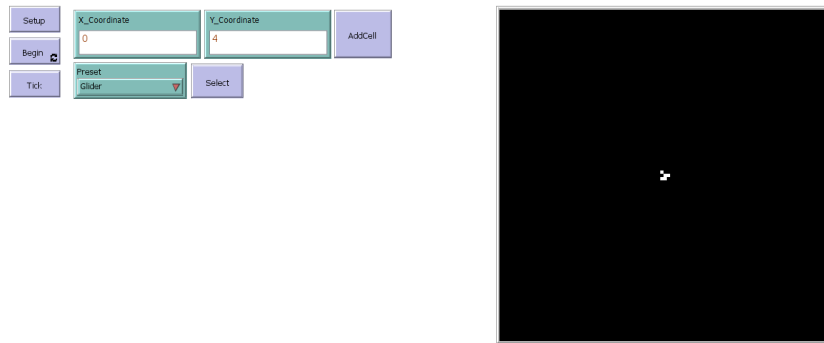 Setup
X_Coordinate
0
Y_Coordinate
4
AddCell
Begin
Preset
Glider
Select
Tick